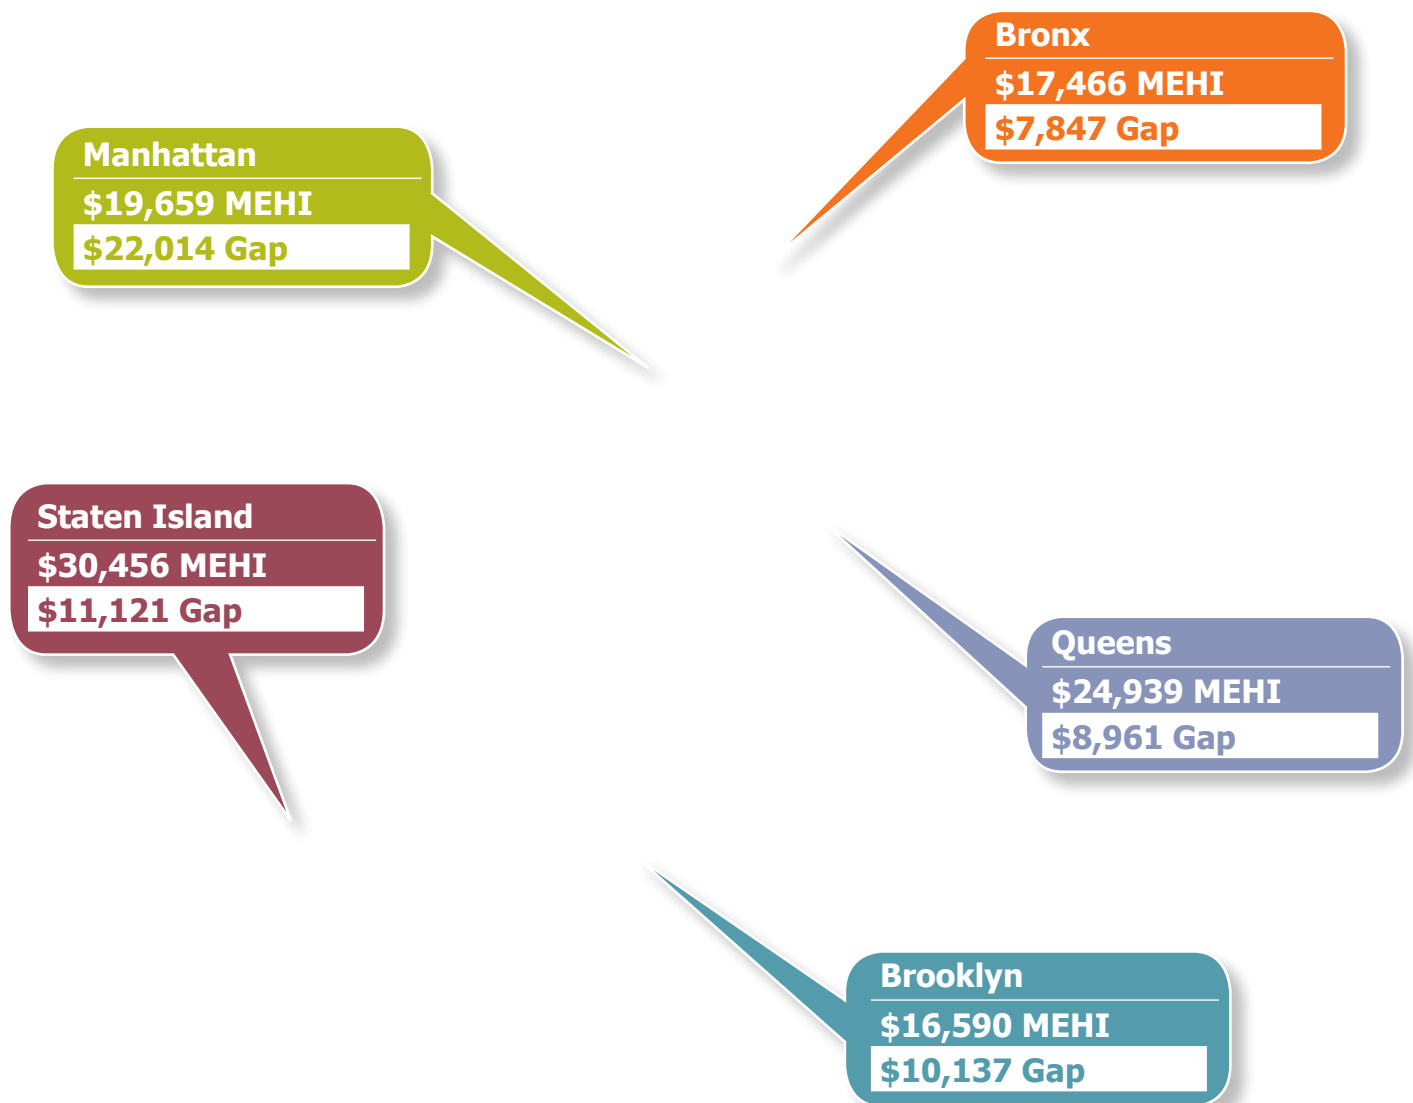 Bronx
$17,466 MEHI
$7,847 Gap
Manhattan
$19,659 MEHI
$22,014 Gap
Staten Island
$30,456 MEHI
$11,121 Gap
Queens
$24,939 MEHI
$8,961 Gap
Brooklyn
$16,590 MEHI
$10,137 Gap